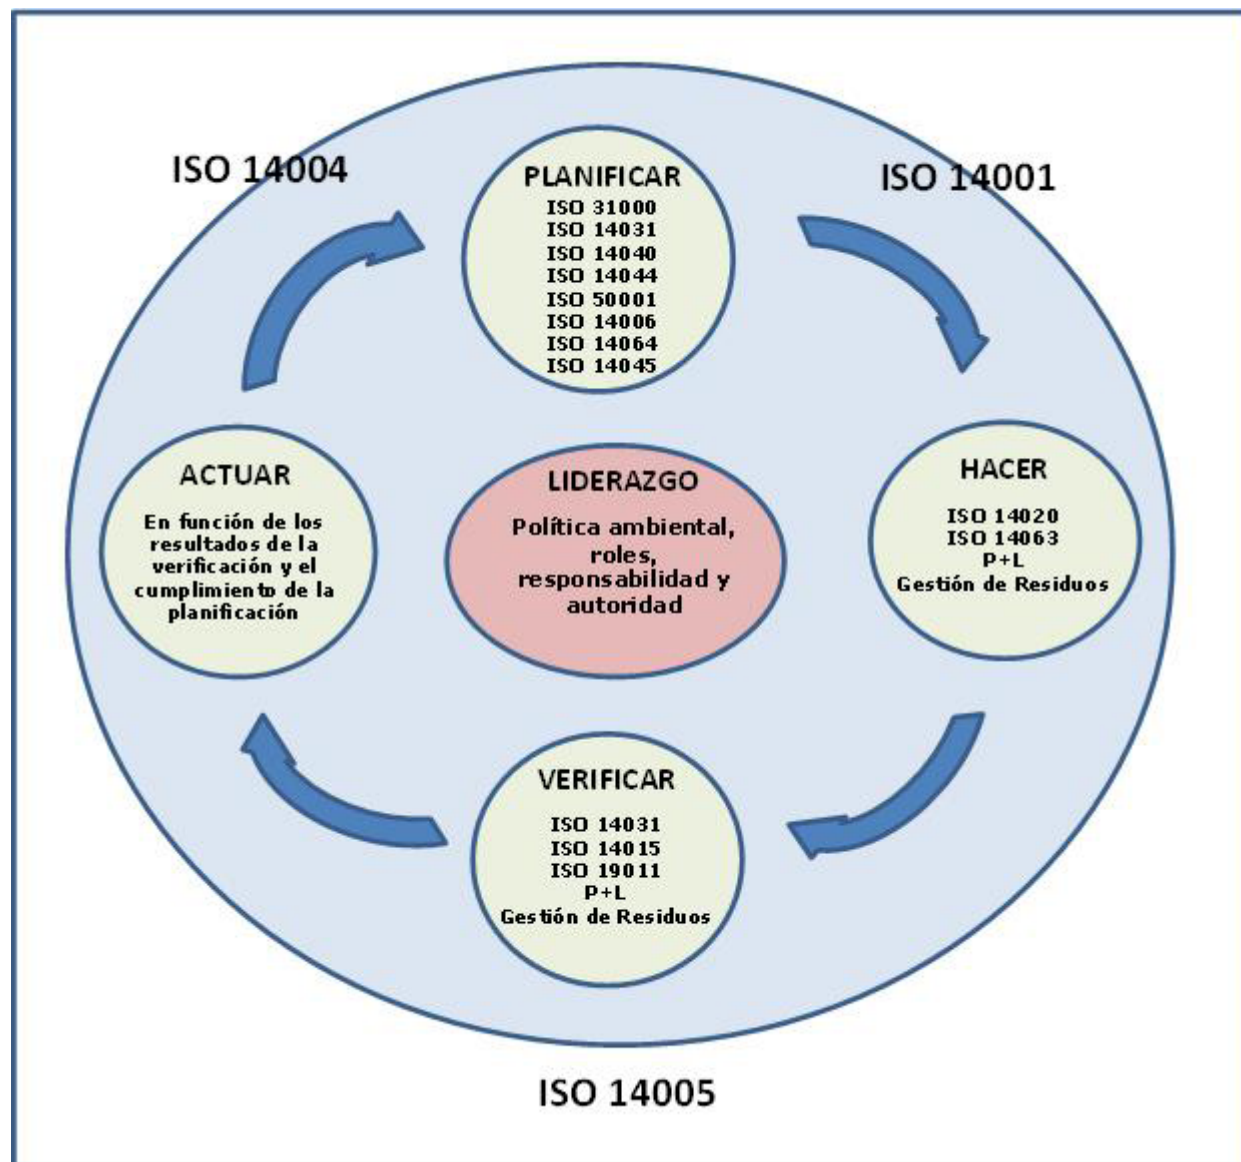 ISO 14004
ISO 14001
PLANIFICAR
ISO 31000
ISO 14031
ISO 14040
ISO 14044
ISO 50001
ISO 14006
ISO 14064
ISO 14045
ACTUAR
En función de los
resultados de la
verificación y el
cumplimiento de la
planificación
LIDERAZGO
Política ambiental,
roles,
responsabilidad y
autoridad
HACER
ISO 14020
ISO 14063
P+L
Gestión de Residuos
VERIFICAR
ISO 14031
ISO 14015
ISO 19011
P+L
Gestión de Residuos
ISO 14005